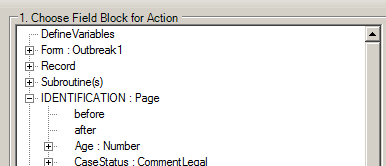 1. Choose Field Block for Action
DefineVariables
Form : Outbreak1
Record
Subroutine(s)
IDENTIFICATION : Page
before
after
Age : Number
CaseStatus : CommentLegal